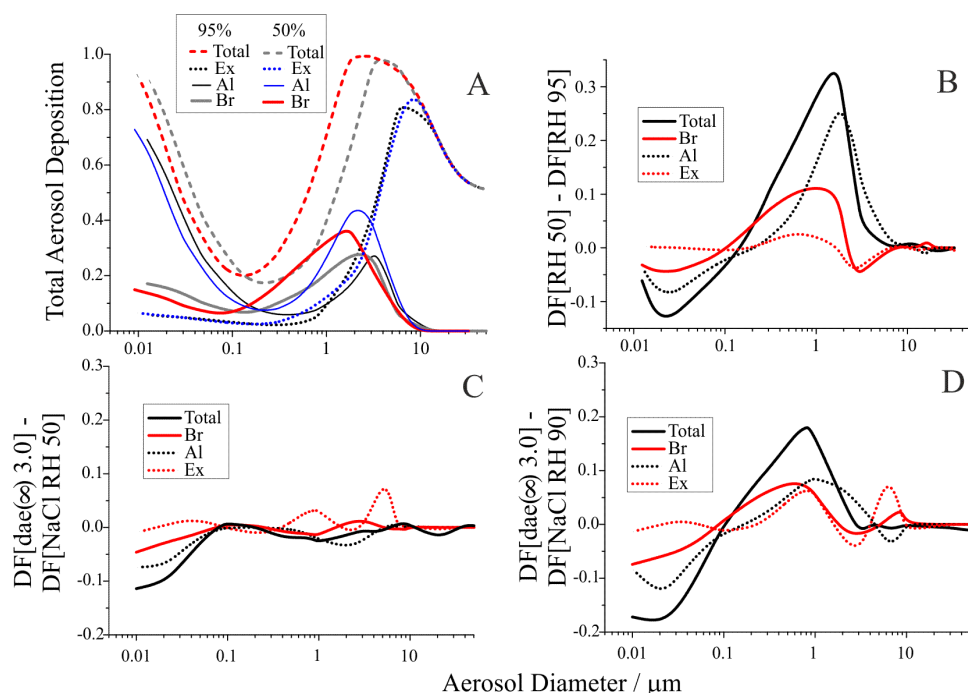 95% 50%
Total Total
Ex Ex
Al Al
Br Br
A
Total Aerosol Deposition
1.0
0.8
0.6
0.4
0.2
0.0
0.01 0.1 1 10
B
DF[RH 50] - DF[RH 95]
Total
Br
Al
Ex
0.3
0.2
0.1
0.0
-0.1
0.01 0.1 1 10
C
DF[dae(∞) 3.0] -
DF[NaCl RH 50]
Total
Br
Al
Ex
0.3
0.2
0.1
0.0
-0.1
-0.2
0.01 0.1 1 10
D
DF[dae(∞) 3.0] -
DF[NaCl RH 90]
Total
Br
Al
Ex
0.3
0.2
0.1
0.0
-0.1
-0.2
0.01 0.1 1 10
Aerosol Diameter / µm